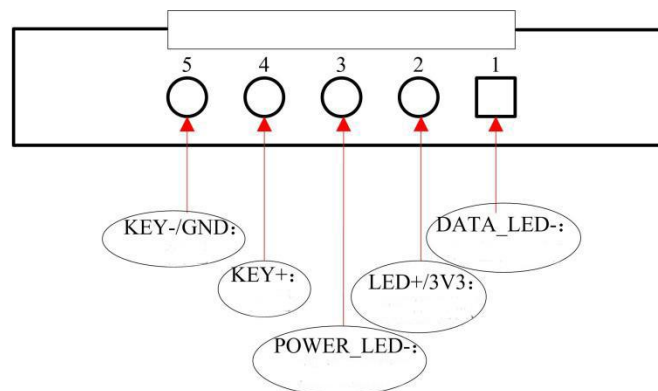 5 4 3 2 1
KEY-/GND：
DATA_LED-：
KEY+：
LED+/3V3：
POWER_LED-：